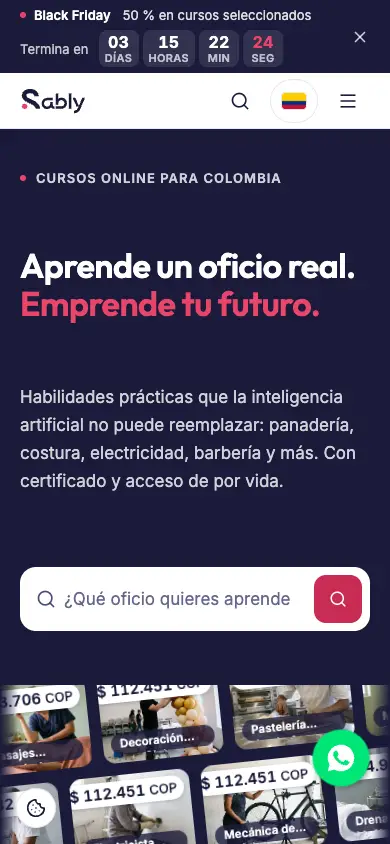 Black Friday 50 % en cursos seleccionados
Termina en 03 DÍAS 15 HORAS 22 MIN 24 SEG
Sably
CURSOS ONLINE PARA COLOMBIA
Aprende un oficio real.
Emprende tu futuro.
Habilidades prácticas que la inteligencia
artificial no puede reemplazar: panadería,
costura, electricidad, barbería y más. Con
certificado y acceso de por vida.
¿Qué oficio quieres aprende
3.706 COP
$ 112.451 COP
Decoración...
Pastelería...
$ 112.451 COP
$ 112.451 COP
Mecánica de...